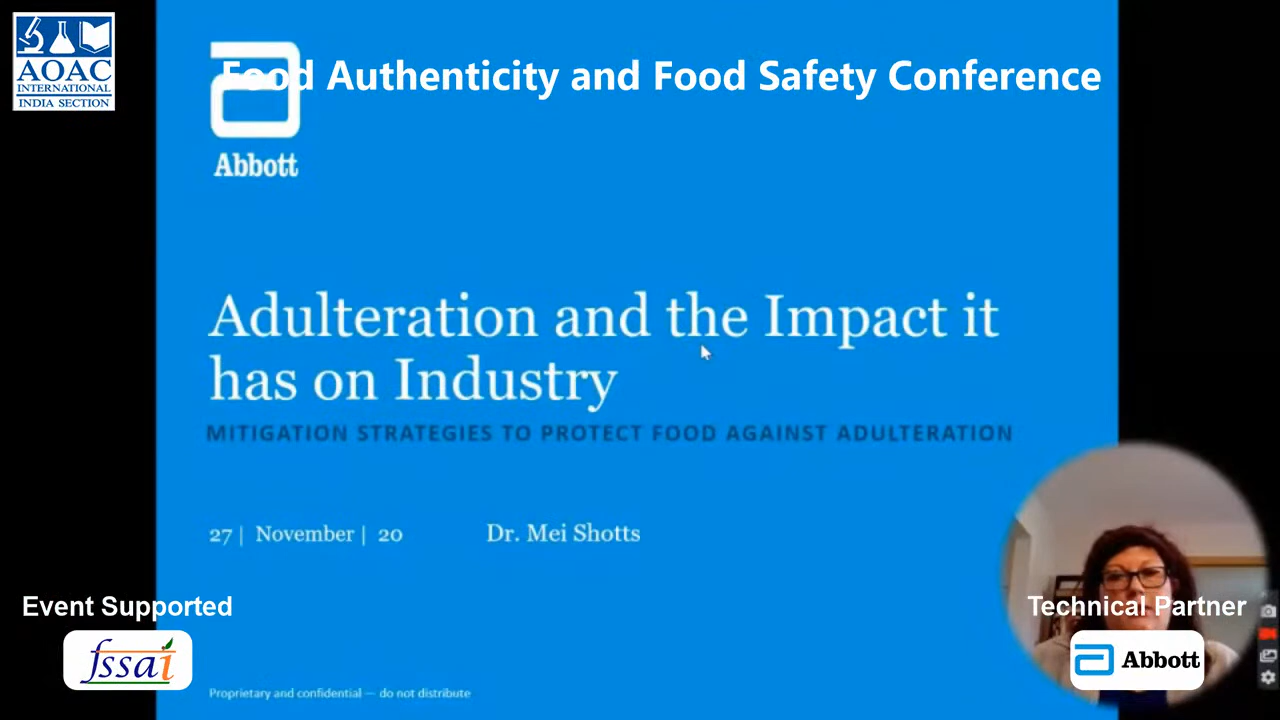 AOAC
INTERNATIONAL
INDIA SECTION
Food Authenticity and Food Safety Conference
Abbott
Adulteration and the Impact it
has on Industry
MITIGATION STRATEGIES TO PROTECT FOOD AGAINST ADULTERATION
27 | November | 20
Dr. Mei Shotts
Event Supported
fssai
Technical Partner
Abbott
Proprietary and confidential — do not distribute